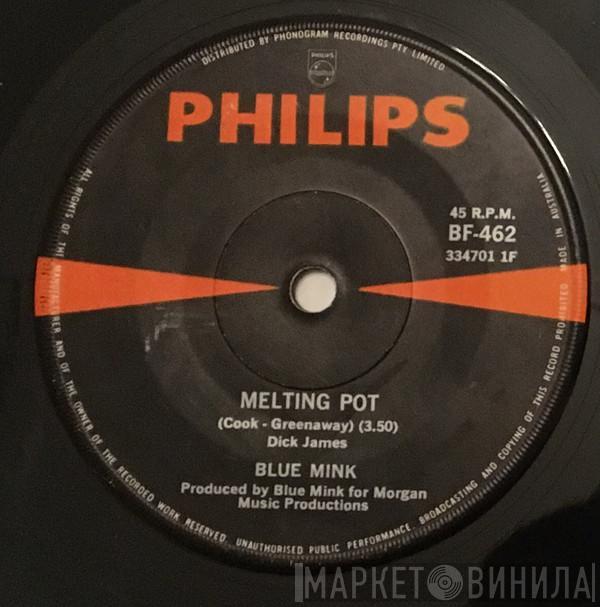 DISTRIBUTED BY PHONOGRAM RECORDINGS PTY LIMITED
PHILIPS
PHILIPS
45 R.P.M.
BF-462
334701 1F
MELTING POT
(Cook - Greenaway) (3.50)
Dick James
BLUE MINK
Produced by Blue Mink for Morgan
Music Productions
ALL RIGHTS OF THE MANUFACTURER AND OF THE OWNER OF THE RECORDED WORK RESERVED. UNAUTHORISED PUBLIC PERFORMANCE, BROADCASTING AND COPYING OF THIS RECORD PROHIBITED MADE IN AUSTRALIA
МАРКЕТ ВИНИЛА